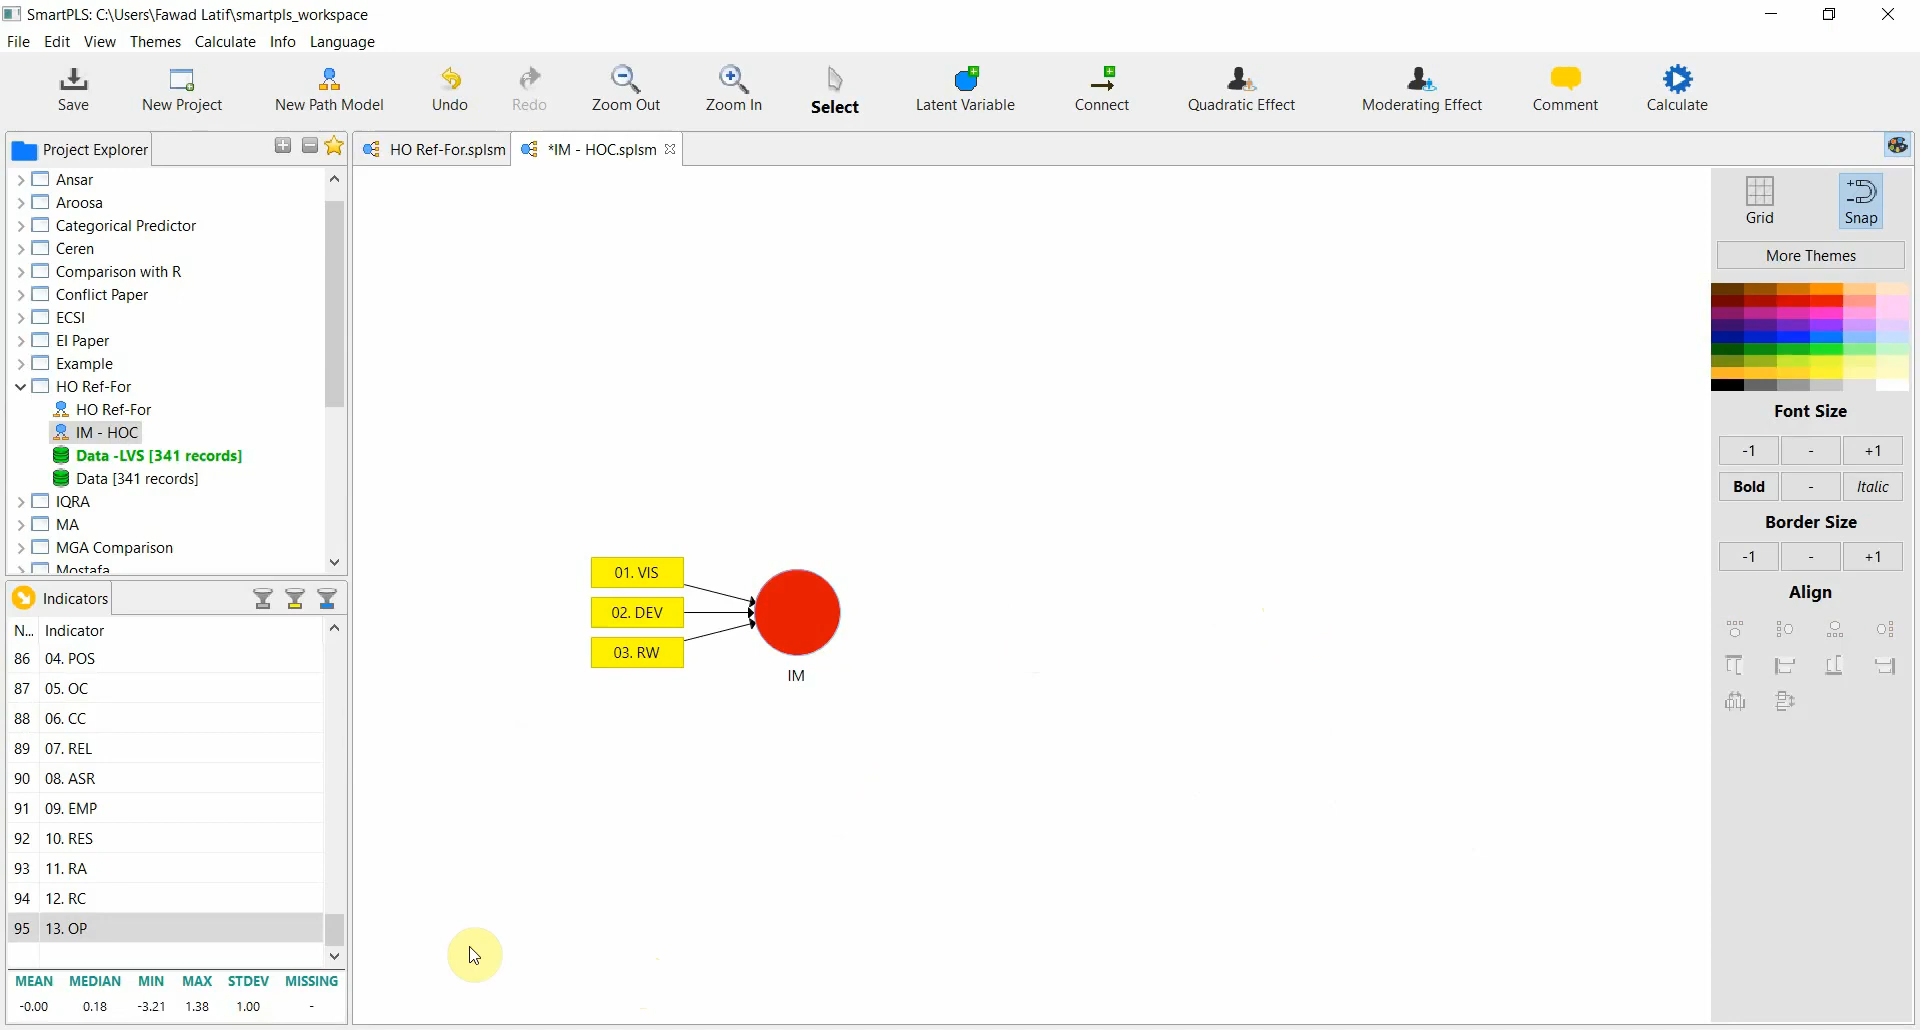 SmartPLS: C:\Users\Fawad Latif\smartpls_workspace
File Edit View Themes Calculate Info Language
Save New Project New Path Model Undo Redo Zoom Out Zoom In Select Latent Variable Connect Quadratic Effect Moderating Effect Comment Calculate
Project Explorer
HO Ref-For.splsm *IM - HOC.splsm
Ansar
Aroosa
Categorical Predictor
Ceren
Comparison with R
Conflict Paper
ECSI
EI Paper
Example
HO Ref-For
HO Ref-For
IM - HOC
Data -LVS [341 records]
Data [341 records]
IQRA
MA
MGA Comparison
Mostafa
Indicators
N... Indicator
86 04. POS
87 05. OC
88 06. CC
89 07. REL
90 08. ASR
91 09. EMP
92 10. RES
93 11. RA
94 12. RC
95 13. OP
MEAN MEDIAN MIN MAX STDEV MISSING
-0.00 0.18 -3.21 1.38 1.00 -
01. VIS
02. DEV
03. RW
IM
Grid Snap
More Themes
Font Size
-1 - +1
Bold - Italic
Border Size
-1 - +1
Align